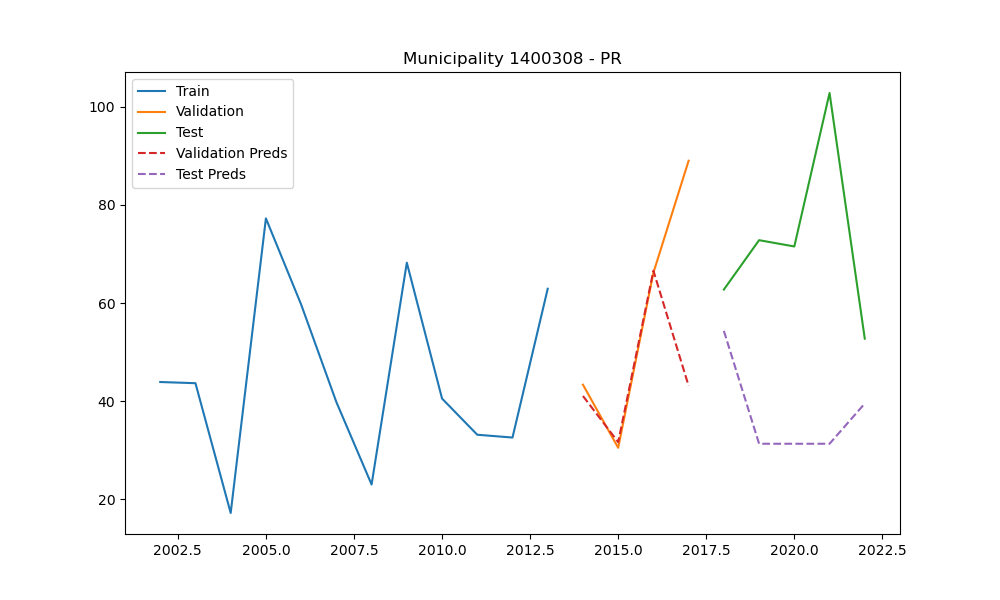 Municipality 1400308 - PR
Train
Validation
Test
Validation Preds
Test Preds
100
80
60
40
20
2002.5 2005.0 2007.5 2010.0 2012.5 2015.0 2017.5 2020.0 2022.5